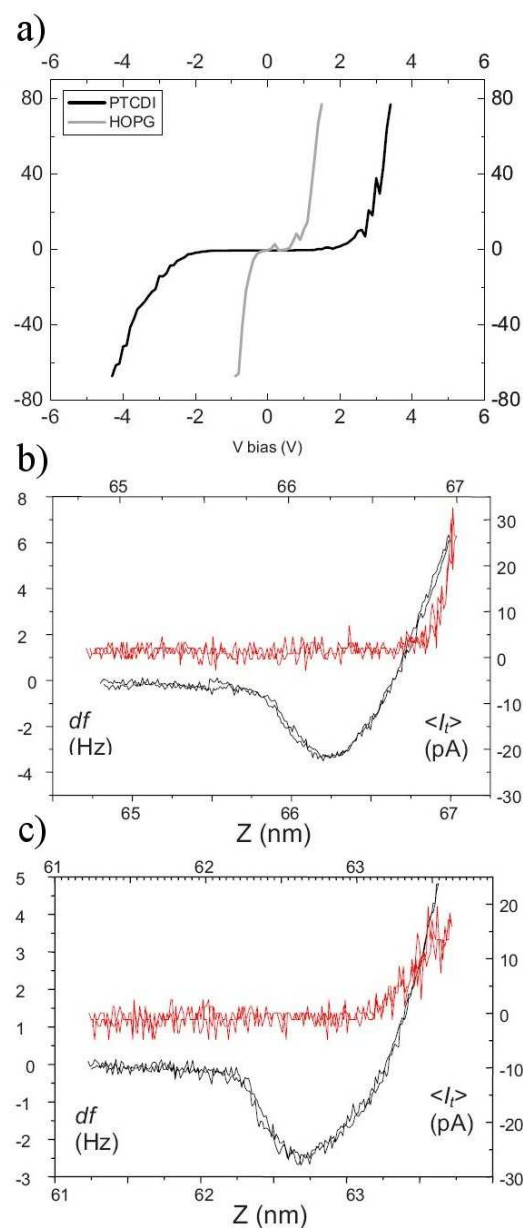 a)
-6 -4 -2 0 2 4 6
80 PTCDI 80
HOPG
40 40
0 0
-40 -40
-80 -80
-6 -4 -2 0 2 4 6
V bias (V)
b)
65 66 67
8
6 30
20
4
10
2
0
0
-10
-2 df <It> -20
(Hz) (pA)
-4 -30
65 66 67
Z (nm)
c)
61 62 63
5
4 20
3
10
2
1 0
0
-10
-1 df <It>
(Hz) (pA) -20
-2
-3 -30
61 62 63
Z (nm)